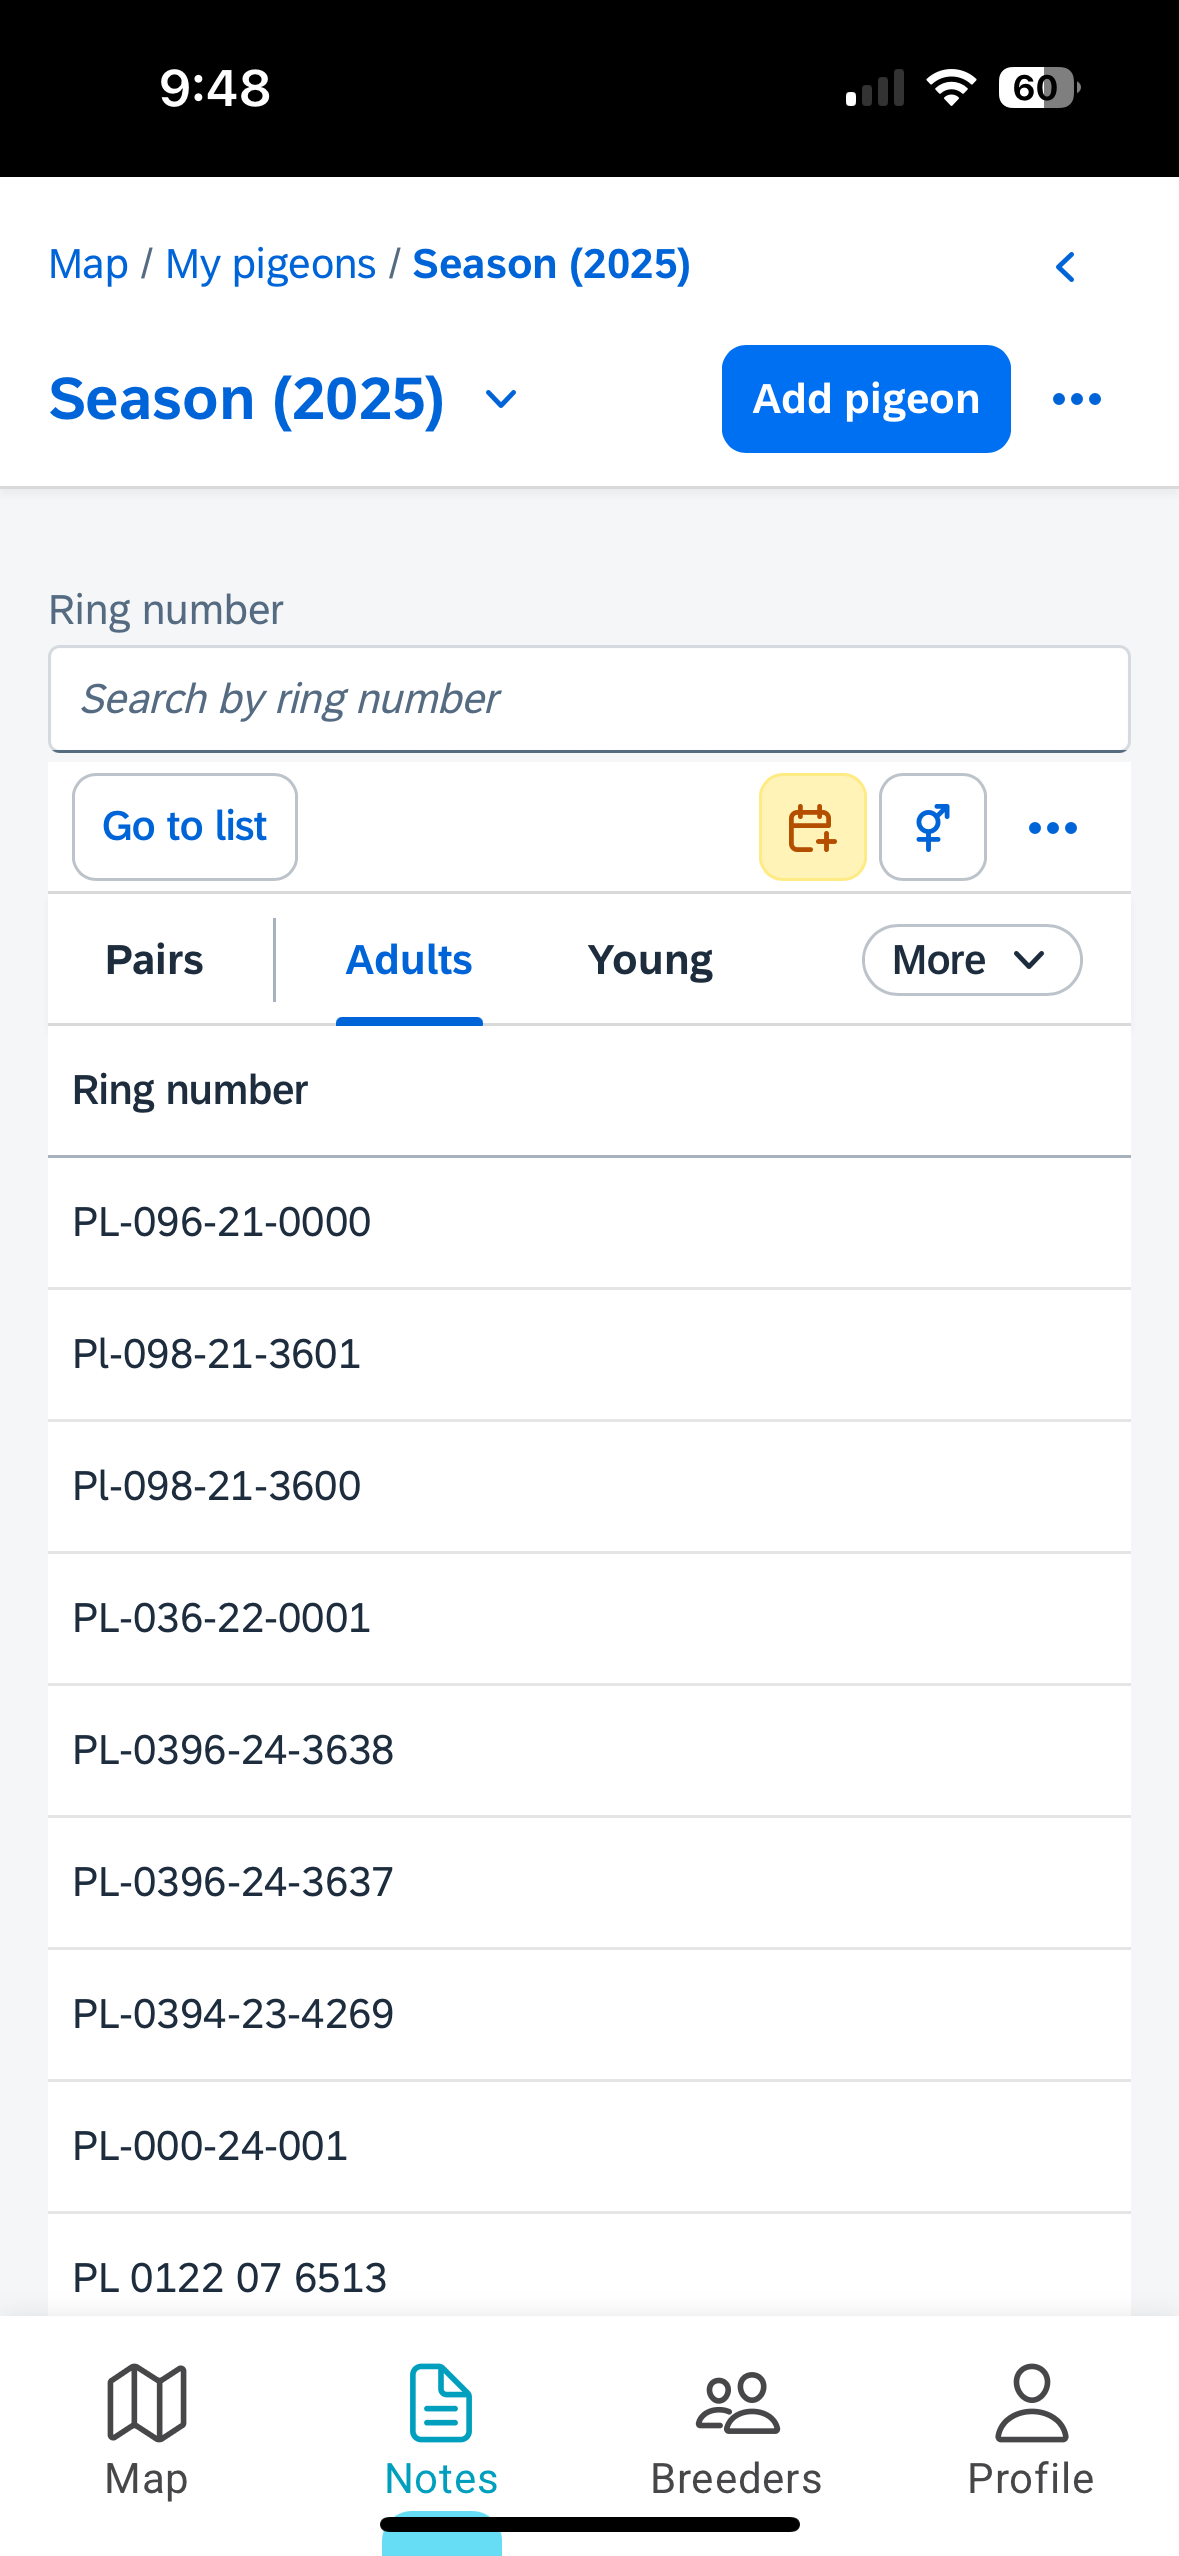 9:48
60
Map / My pigeons / Season (2025)
Season (2025)
Add pigeon
Ring number
Search by ring number
Go to list
Pairs
Adults
Young
More
Ring number
PL-096-21-0000
Pl-098-21-3601
Pl-098-21-3600
PL-036-22-0001
PL-0396-24-3638
PL-0396-24-3637
PL-0394-23-4269
PL-000-24-001
PL 0122 07 6513
Map
Notes
Breeders
Profile